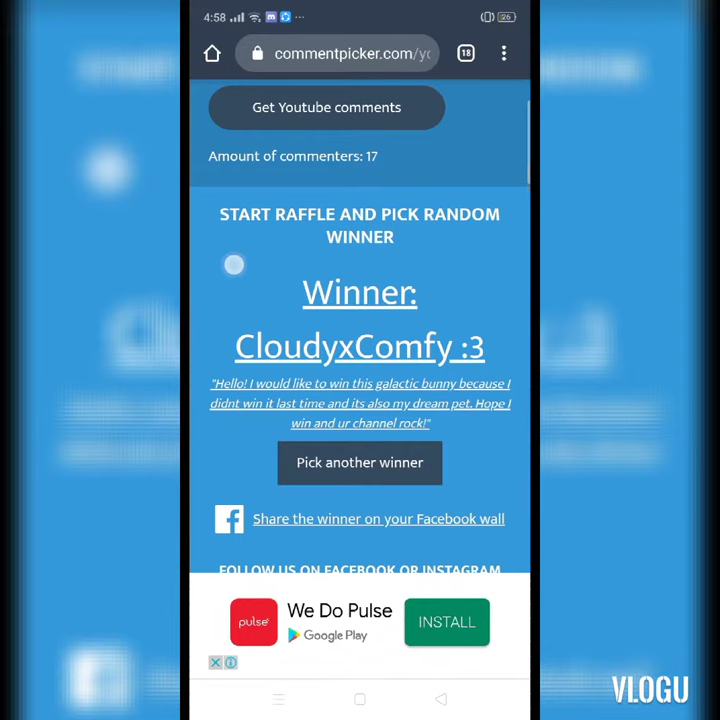 4:58
26
commentpicker.com/yo
18
Get Youtube comments
Amount of commenters: 17
START RAFFLE AND PICK RANDOM
WINNER
Winner:
CloudyxComfy :3
"Hello! I would like to win this galactic bunny because I
didnt win it last time and its also my dream pet. Hope I
win and ur channel rock!"
Pick another winner
Share the winner on your Facebook wall
FOLLOW US ON FACEBOOK OR INSTAGRAM
pulse
We Do Pulse
Google Play
INSTALL
VLOGU